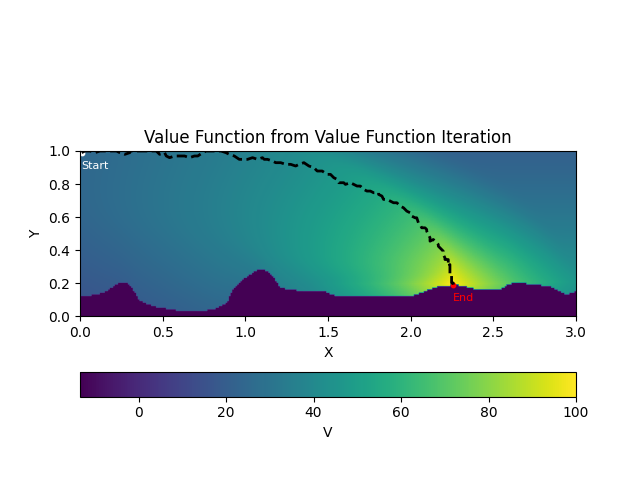 Value Function from Value Function Iteration
1.0
0.8
0.6
0.4
0.2
0.0
Y
Start
End
0.0 0.5 1.0 1.5 2.0 2.5 3.0
X
0 20 40 60 80 100
V